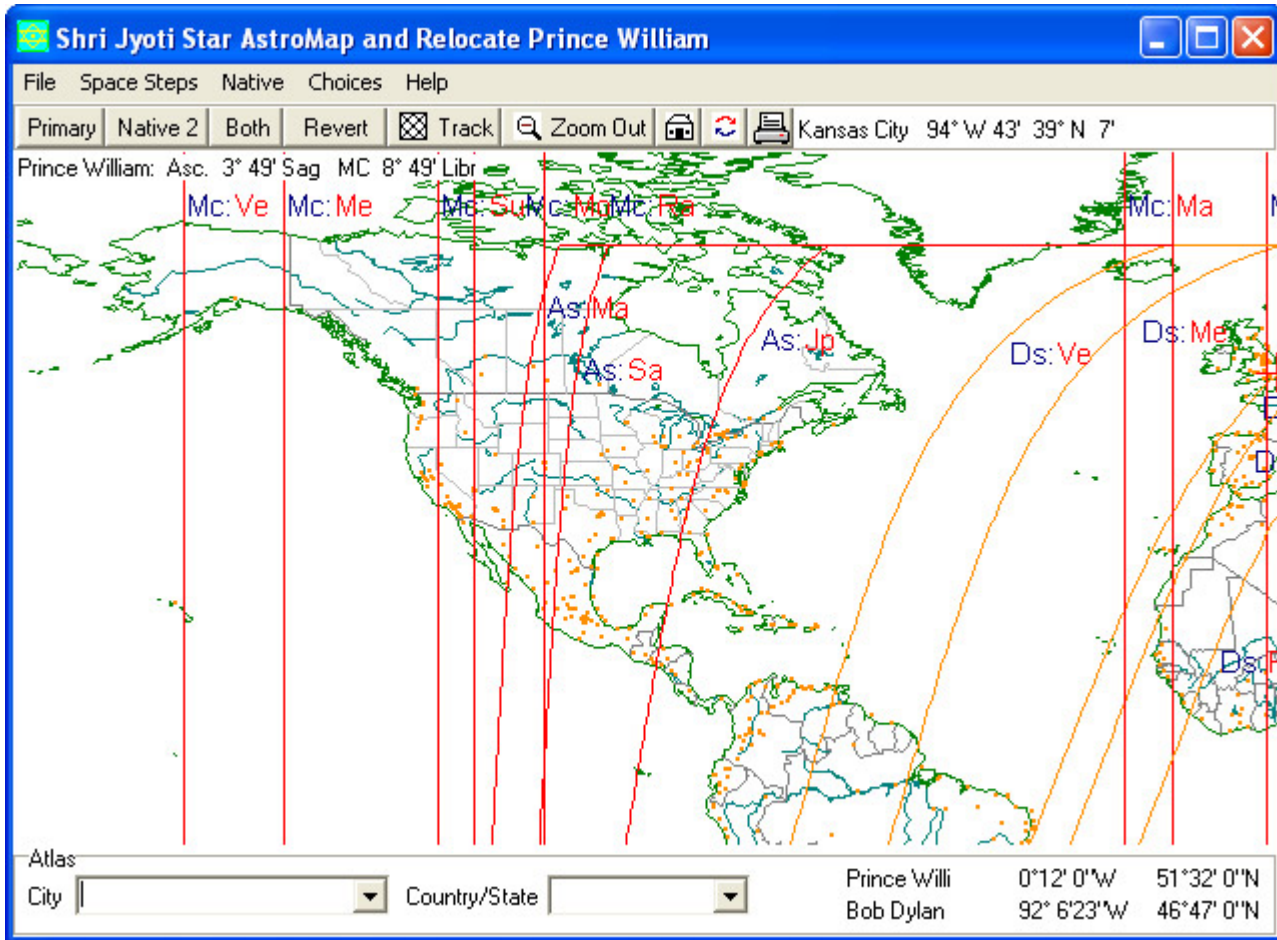 Shri Jyoti Star AstroMap and Relocate Prince William
File Space Steps Native Choices Help
Primary Native 2 Both Revert Track Zoom Out Kansas City 94° W 43' 39° N 7'
Prince William: Asc. 3° 49' Sag MC 8° 49' Libr
Mc: Ve Mc: Me Mc: Su Mc: Mo Mc: Ra Mc: Ma
As: Ma
As: Jp
Ds: Me
Ds: Ve
As: Sa
Ds:
Atlas
City Country/State
Prince Willi 0°12' 0"W 51°32' 0"N
Bob Dylan 92° 6'23"W 46°47' 0"N